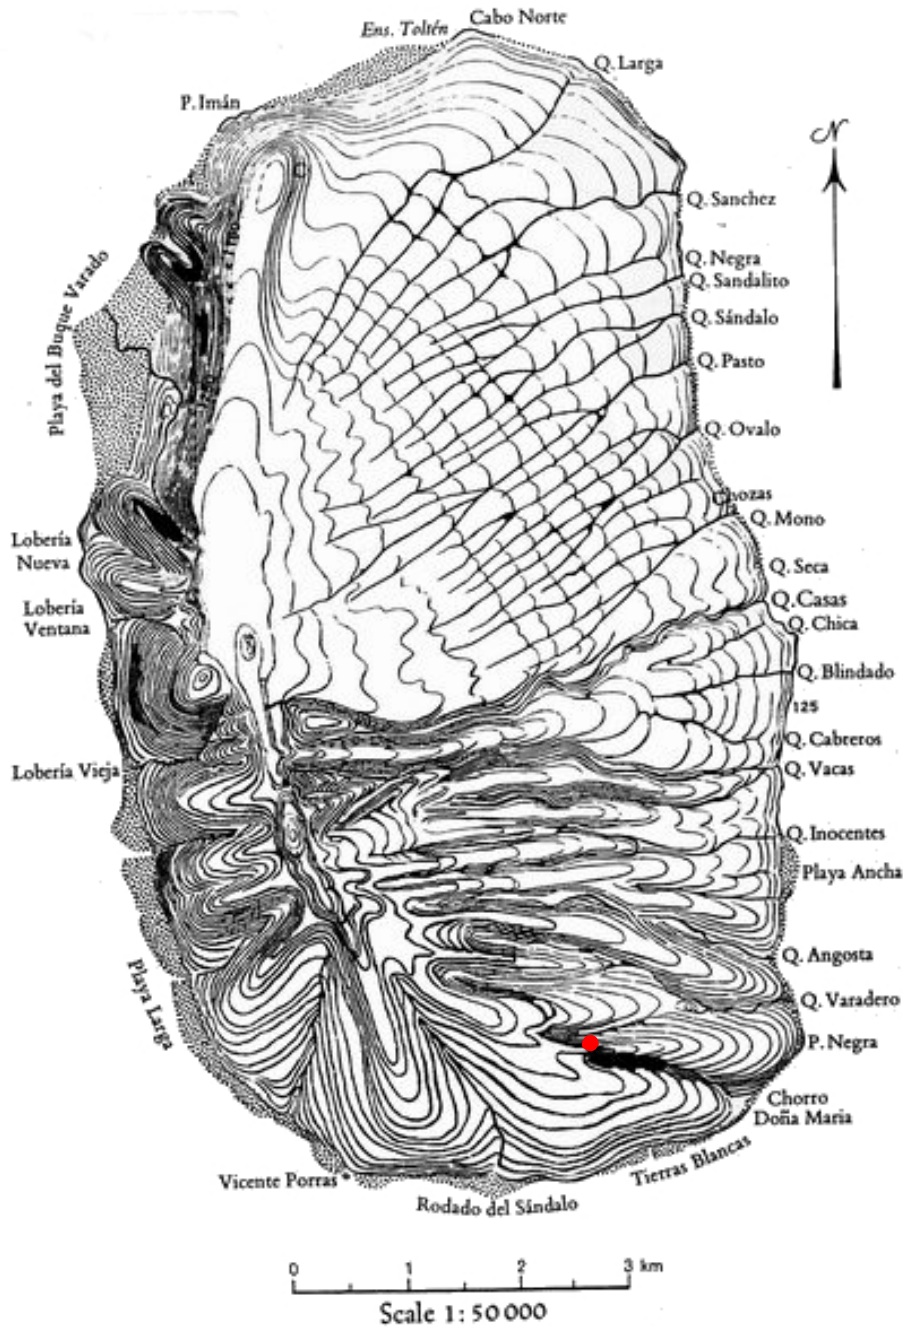 Cabo Norte
Ens. Toltén
Q. Larga
P. Imán
N
Q. Sanchez
Q. Negra
Q. Sandalito
Q. Sándalo
Q. Pasto
Playa del Buque Varado
Q. Ovalo
Chozas
Q. Mono
Lobería
Nueva
Q. Seca
Lobería
Ventana
Q. Casas
Q. Chica
Q. Blindado
125
Q. Cabreros
Lobería Vieja
Q. Vacas
Q. Inocentes
Playa Ancha
Q. Angosta
Playa Larga
Q. Varadero
P. Negra
Chorro
Doña Maria
Tierras Blancas
Vicente Porras
Rodado del Sándalo
0 1 2 3 km
Scale 1: 50 000